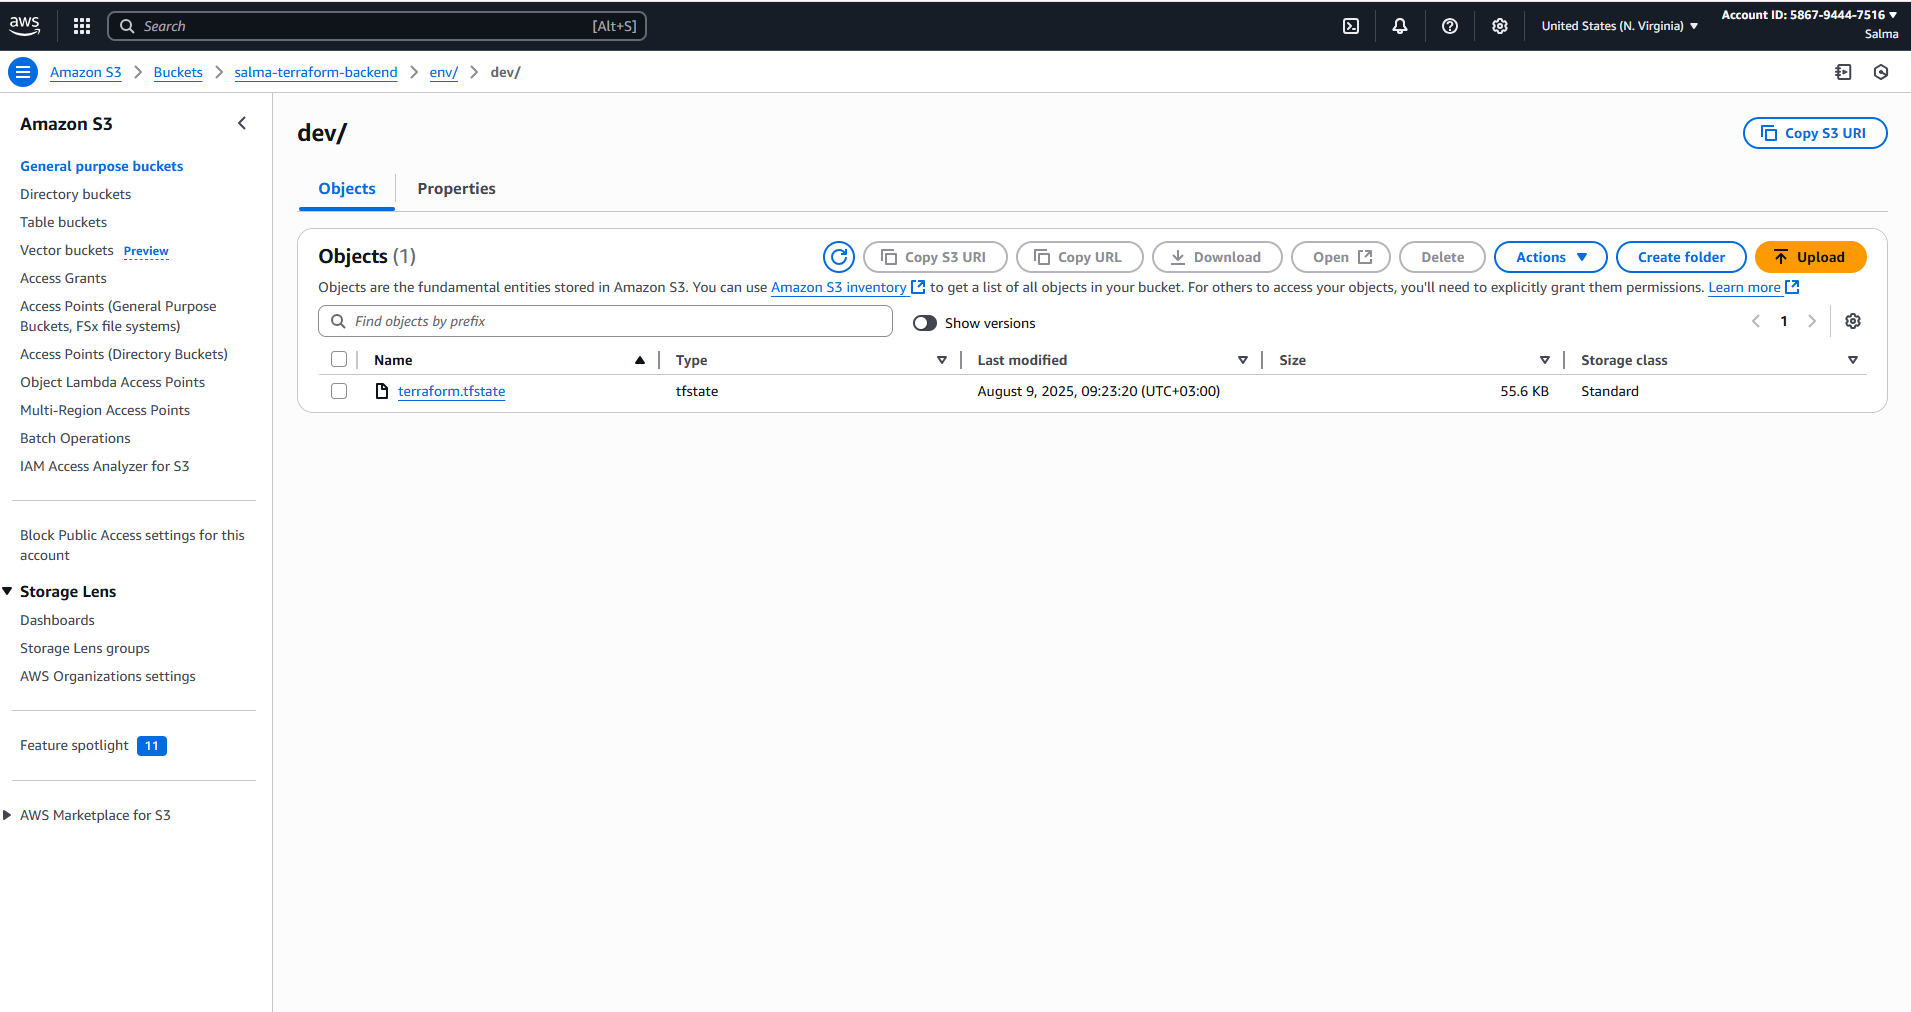 aws
Search [Alt+S]
United States (N. Virginia)
Account ID: 5867-9444-7516
Salma
Amazon S3 > Buckets > salma-terraform-backend > env/ > dev/
Amazon S3
General purpose buckets
Directory buckets
Table buckets
Vector buckets Preview
Access Grants
Access Points (General Purpose
Buckets, FSx file systems)
Access Points (Directory Buckets)
Object Lambda Access Points
Multi-Region Access Points
Batch Operations
IAM Access Analyzer for S3
Block Public Access settings for this
account
Storage Lens
Dashboards
Storage Lens groups
AWS Organizations settings
Feature spotlight 11
AWS Marketplace for S3
dev/
Copy S3 URI
Objects Properties
Objects (1)
Copy S3 URI Copy URL Download Open Delete Actions Create folder Upload
Objects are the fundamental entities stored in Amazon S3. You can use Amazon S3 inventory to get a list of all objects in your bucket. For others to access your objects, you'll need to explicitly grant them permissions. Learn more
Find objects by prefix Show versions 1
Name Type Last modified Size Storage class
terraform.tfstate tfstate August 9, 2025, 09:23:20 (UTC+03:00) 55.6 KB Standard